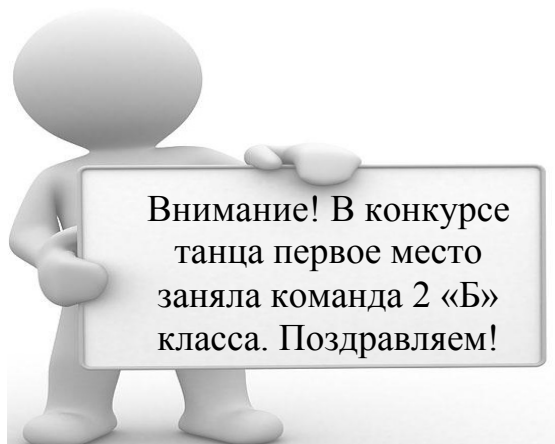 Внимание! В конкурсе
танца первое место
заняла команда 2 «Б»
класса. Поздравляем!